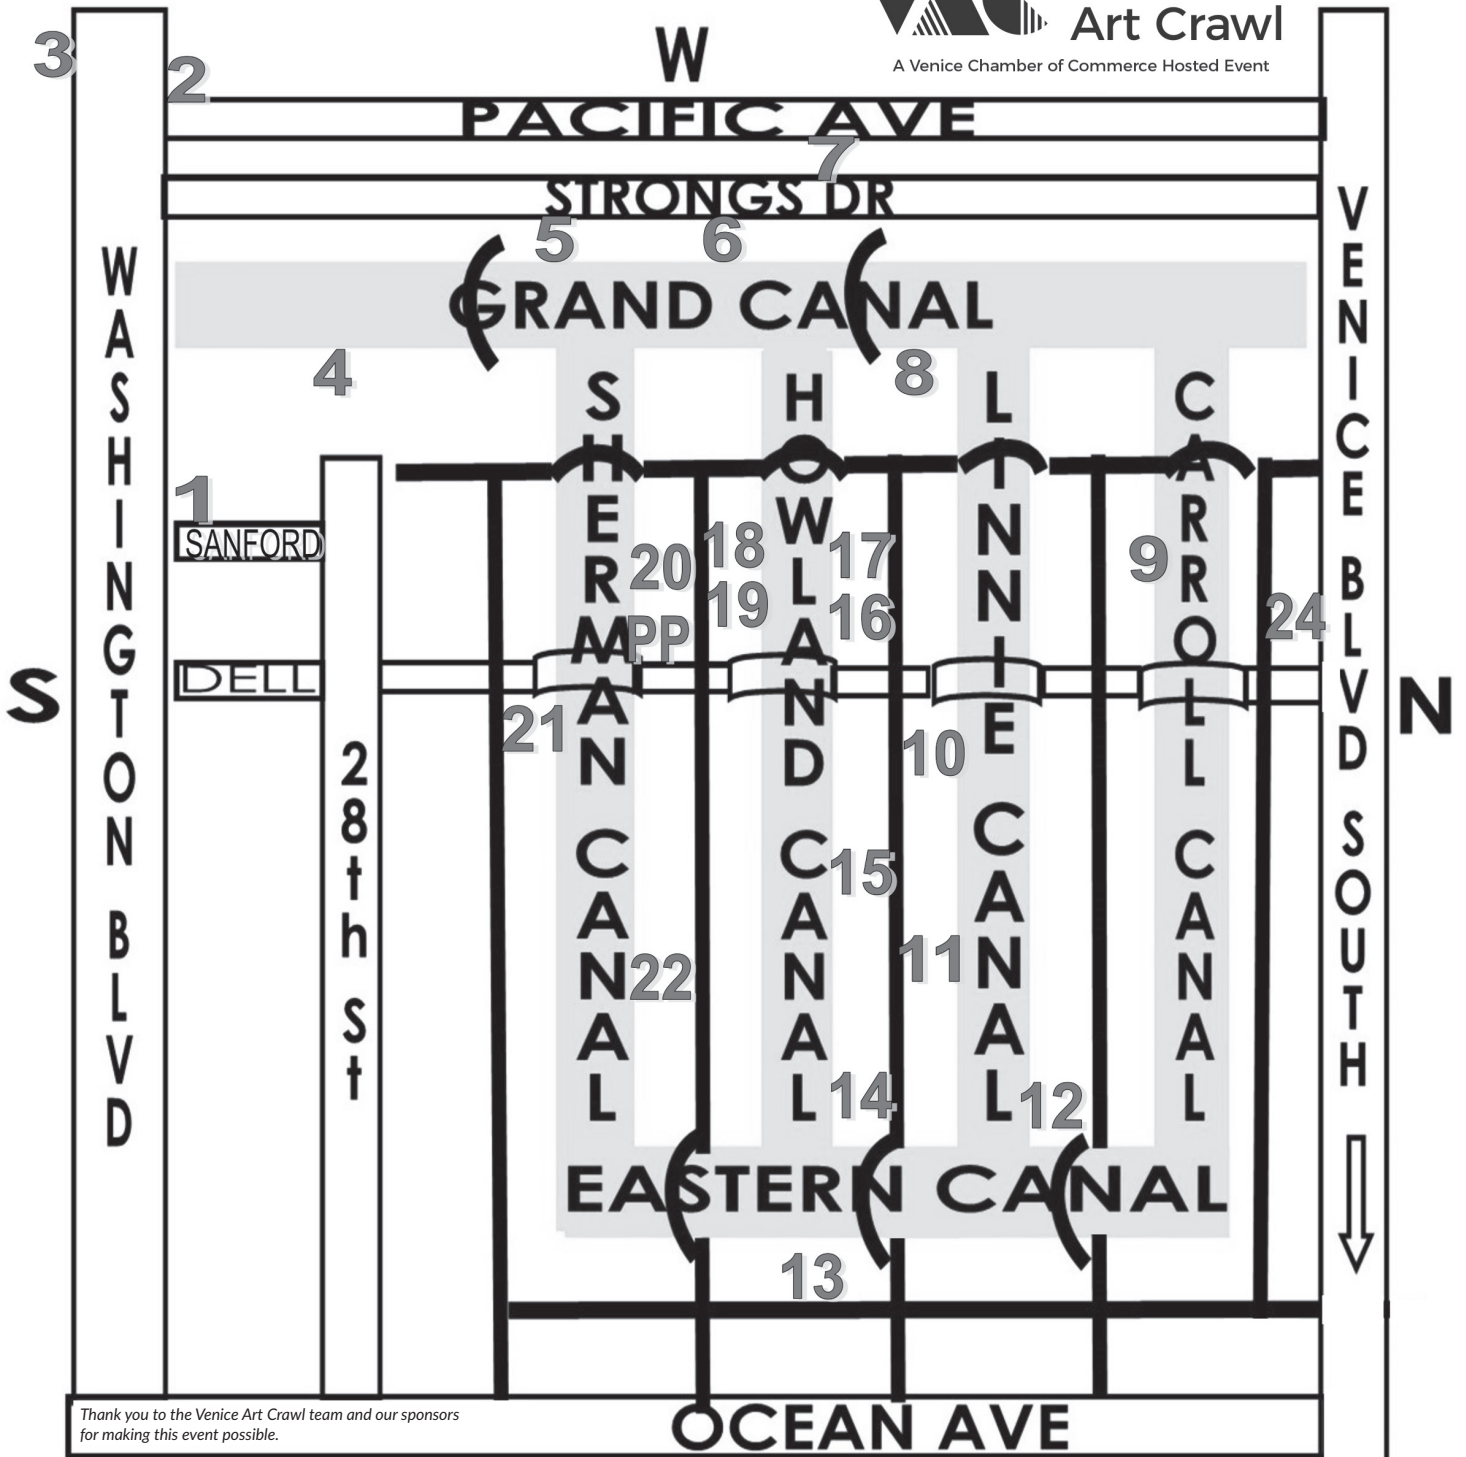 Art Crawl
A Venice Chamber of Commerce Hosted Event
W
3
2
PACIFIC AVE
7
STRONGS DR
5
6
GRAND CANAL
4
8
WASHINGTON BLVD
VENICE BLVD SOUTH
SHERMAN CANAL
HOWLAND CANAL
LINNIE CANAL
CARROLL CANAL
1
SANFORD
20
18
17
9
19
16
24
PP
S
DELL
N
21
10
28th St
15
22
11
14
12
EASTERN CANAL
13
Thank you to the Venice Art Crawl team and our sponsors
for making this event possible.
OCEAN AVE